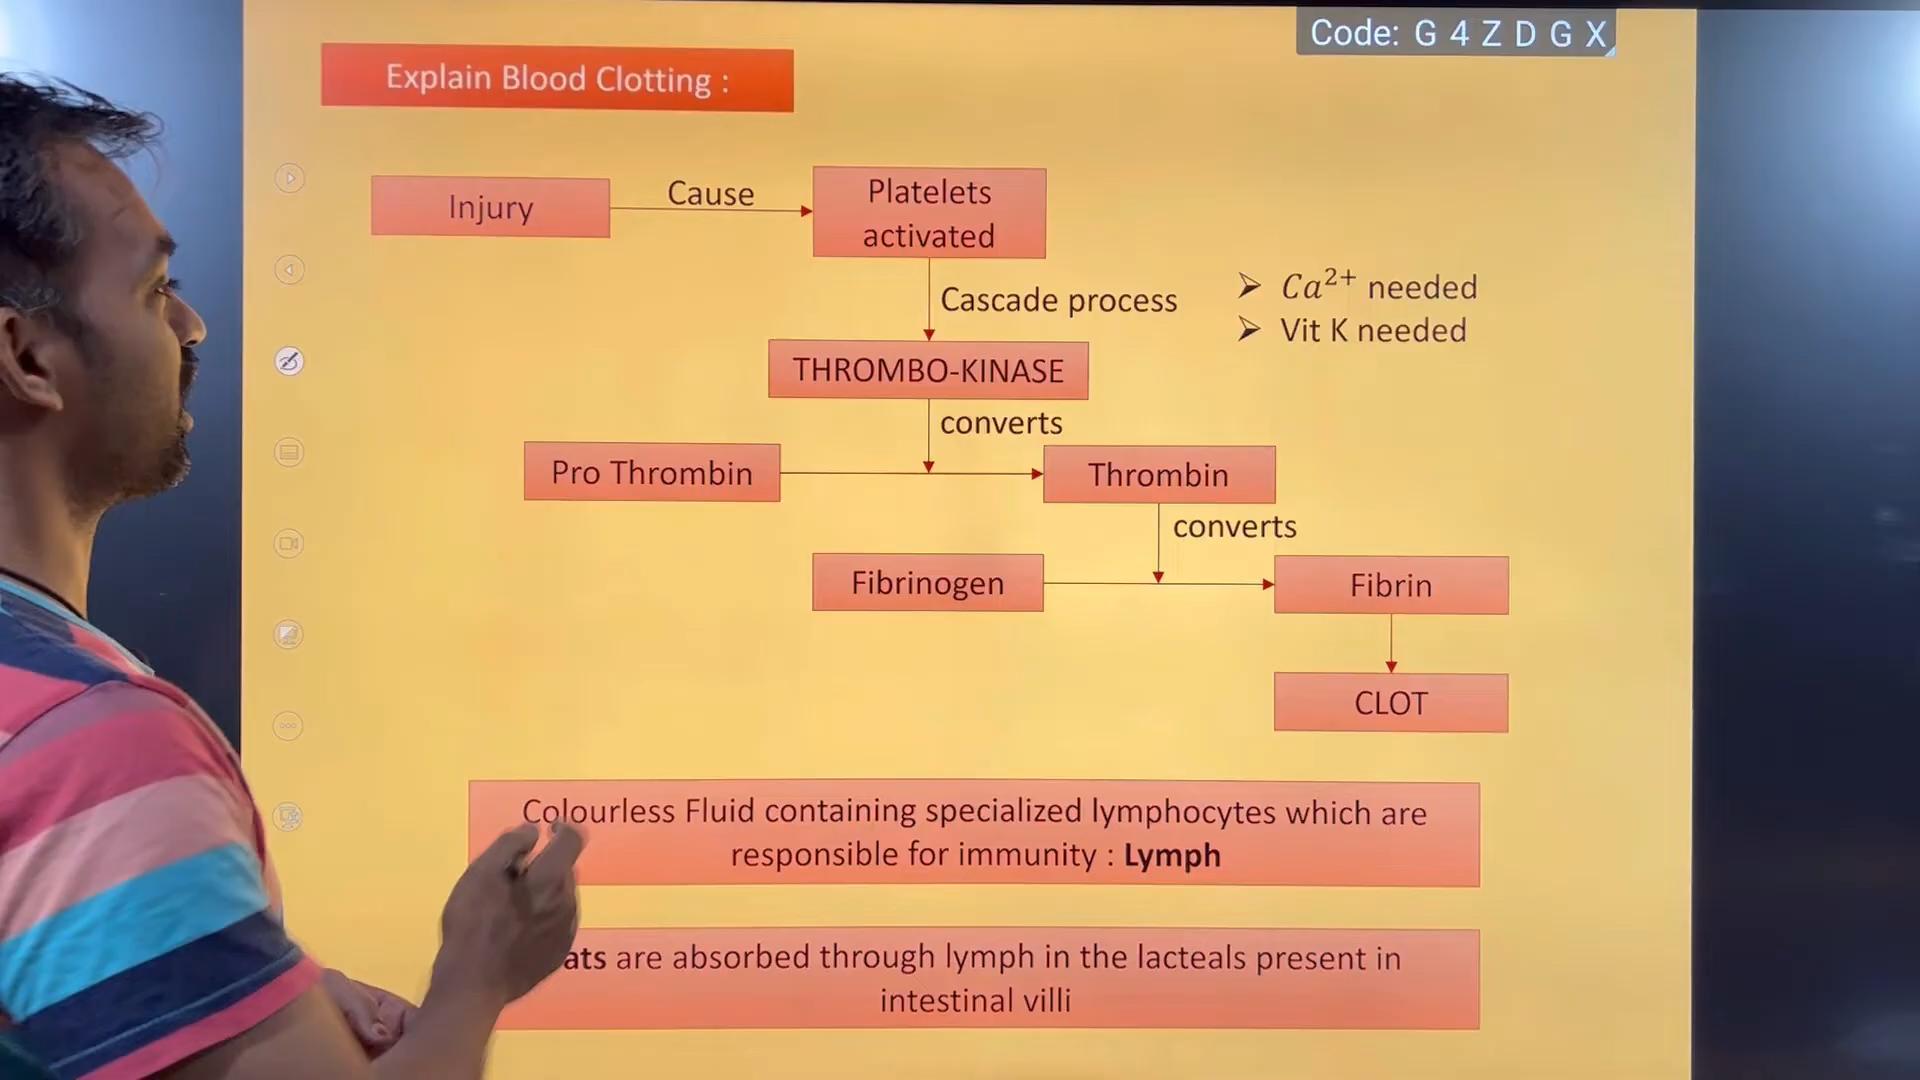 Code: G 4 Z D G X
Explain Blood Clotting :
Injury
Cause
Platelets
activated
Cascade process
➢ Ca²⁺ needed
➢ Vit K needed
THROMBO-KINASE
converts
Pro Thrombin
Thrombin
converts
Fibrinogen
Fibrin
CLOT
Colourless Fluid containing specialized lymphocytes which are
responsible for immunity : Lymph
are absorbed through lymph in the lacteals present in
intestinal villi